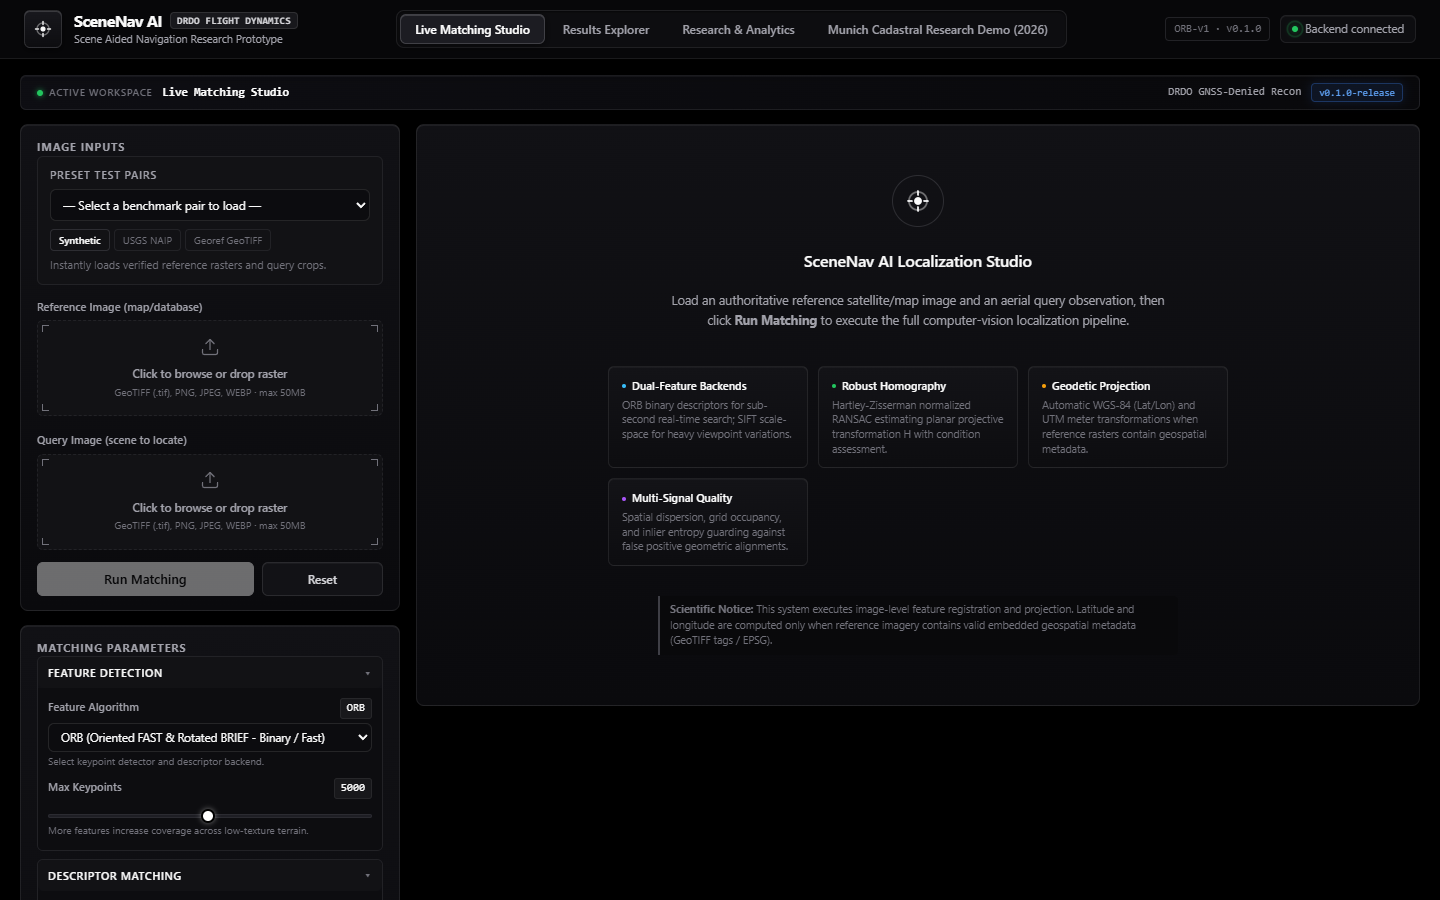 SceneNav AI DRDO FLIGHT DYNAMICS
Scene Aided Navigation Research Prototype
Live Matching Studio
Results Explorer
Research & Analytics
Munich Cadastral Research Demo (2026)
ORB-v1 · v0.1.0
Backend connected
ACTIVE WORKSPACE Live Matching Studio
DRDO GNSS-Denied Recon v0.1.0-release
IMAGE INPUTS
PRESET TEST PAIRS
— Select a benchmark pair to load —
Synthetic USGS NAIP Georef GeoTIFF
Instantly loads verified reference rasters and query crops.
Reference Image (map/database)
Click to browse or drop raster
GeoTIFF (.tif), PNG, JPEG, WEBP · max 50MB
Query Image (scene to locate)
Click to browse or drop raster
GeoTIFF (.tif), PNG, JPEG, WEBP · max 50MB
Run Matching Reset
MATCHING PARAMETERS
FEATURE DETECTION
Feature Algorithm ORB
ORB (Oriented FAST & Rotated BRIEF - Binary / Fast)
Select keypoint detector and descriptor backend.
Max Keypoints 5000
More features increase coverage across low-texture terrain.
DESCRIPTOR MATCHING
SceneNav AI Localization Studio
Load an authoritative reference satellite/map image and an aerial query observation, then
click Run Matching to execute the full computer-vision localization pipeline.
Dual-Feature Backends
ORB binary descriptors for sub-
second real-time search; SIFT scale-
space for heavy viewpoint variations.
Robust Homography
Hartley-Zisserman normalized
RANSAC estimating planar projective
transformation H with condition
assessment.
Geodetic Projection
Automatic WGS-84 (Lat/Lon) and
UTM meter transformations when
reference rasters contain geospatial
metadata.
Multi-Signal Quality
Spatial dispersion, grid occupancy,
and inlier entropy guarding against
false positive geometric alignments.
Scientific Notice: This system executes image-level feature registration and projection. Latitude and
longitude are computed only when reference imagery contains valid embedded geospatial metadata
(GeoTIFF tags / EPSG).